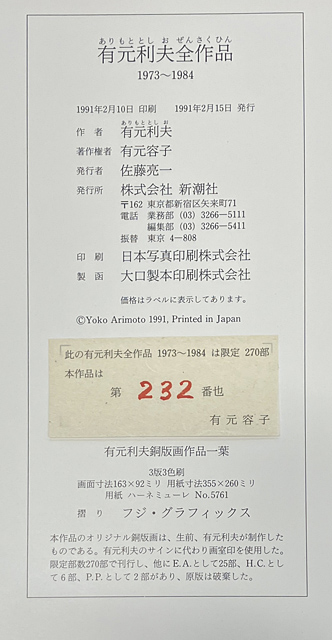 ありもととし お ぜんさくひん
有元利夫全作品
1973〜1984
1991年2月10日 印刷 1991年2月15日 発行
ありもととし お
作者 有元利夫
著作権者 有元容子
発行者 佐藤亮一
発行所 株式会社 新潮社
〒162 東京都新宿区矢来町71
電話 業務部 (03) 3266—5111
編集部 (03) 3266—5411
振替 東京 4—808
印刷 日本写真印刷株式会社
製函 大口製本印刷株式会社
価格はラベルに表示してあります。
©Yoko Arimoto 1991, Printed in Japan
「此の有元利夫全作品 1973〜1984 は限定 270部
本作品は
第 232 番也
有元容子
有元利夫銅版画作品一葉
3版3色刷
画面寸法163×92ミリ 用紙寸法355×260ミリ
用紙 ハーネミューレ No.5761
摺り フジ・グラフィックス
本作品のオリジナル銅版画は、生前、有元利夫が制作した
ものである。有元利夫のサインに代わり画室印を使用した。
限定部数270部で刊行し、他にE.A.として25部、H.C.とし
て6部、P.P.として2部があり、原版は破棄した。